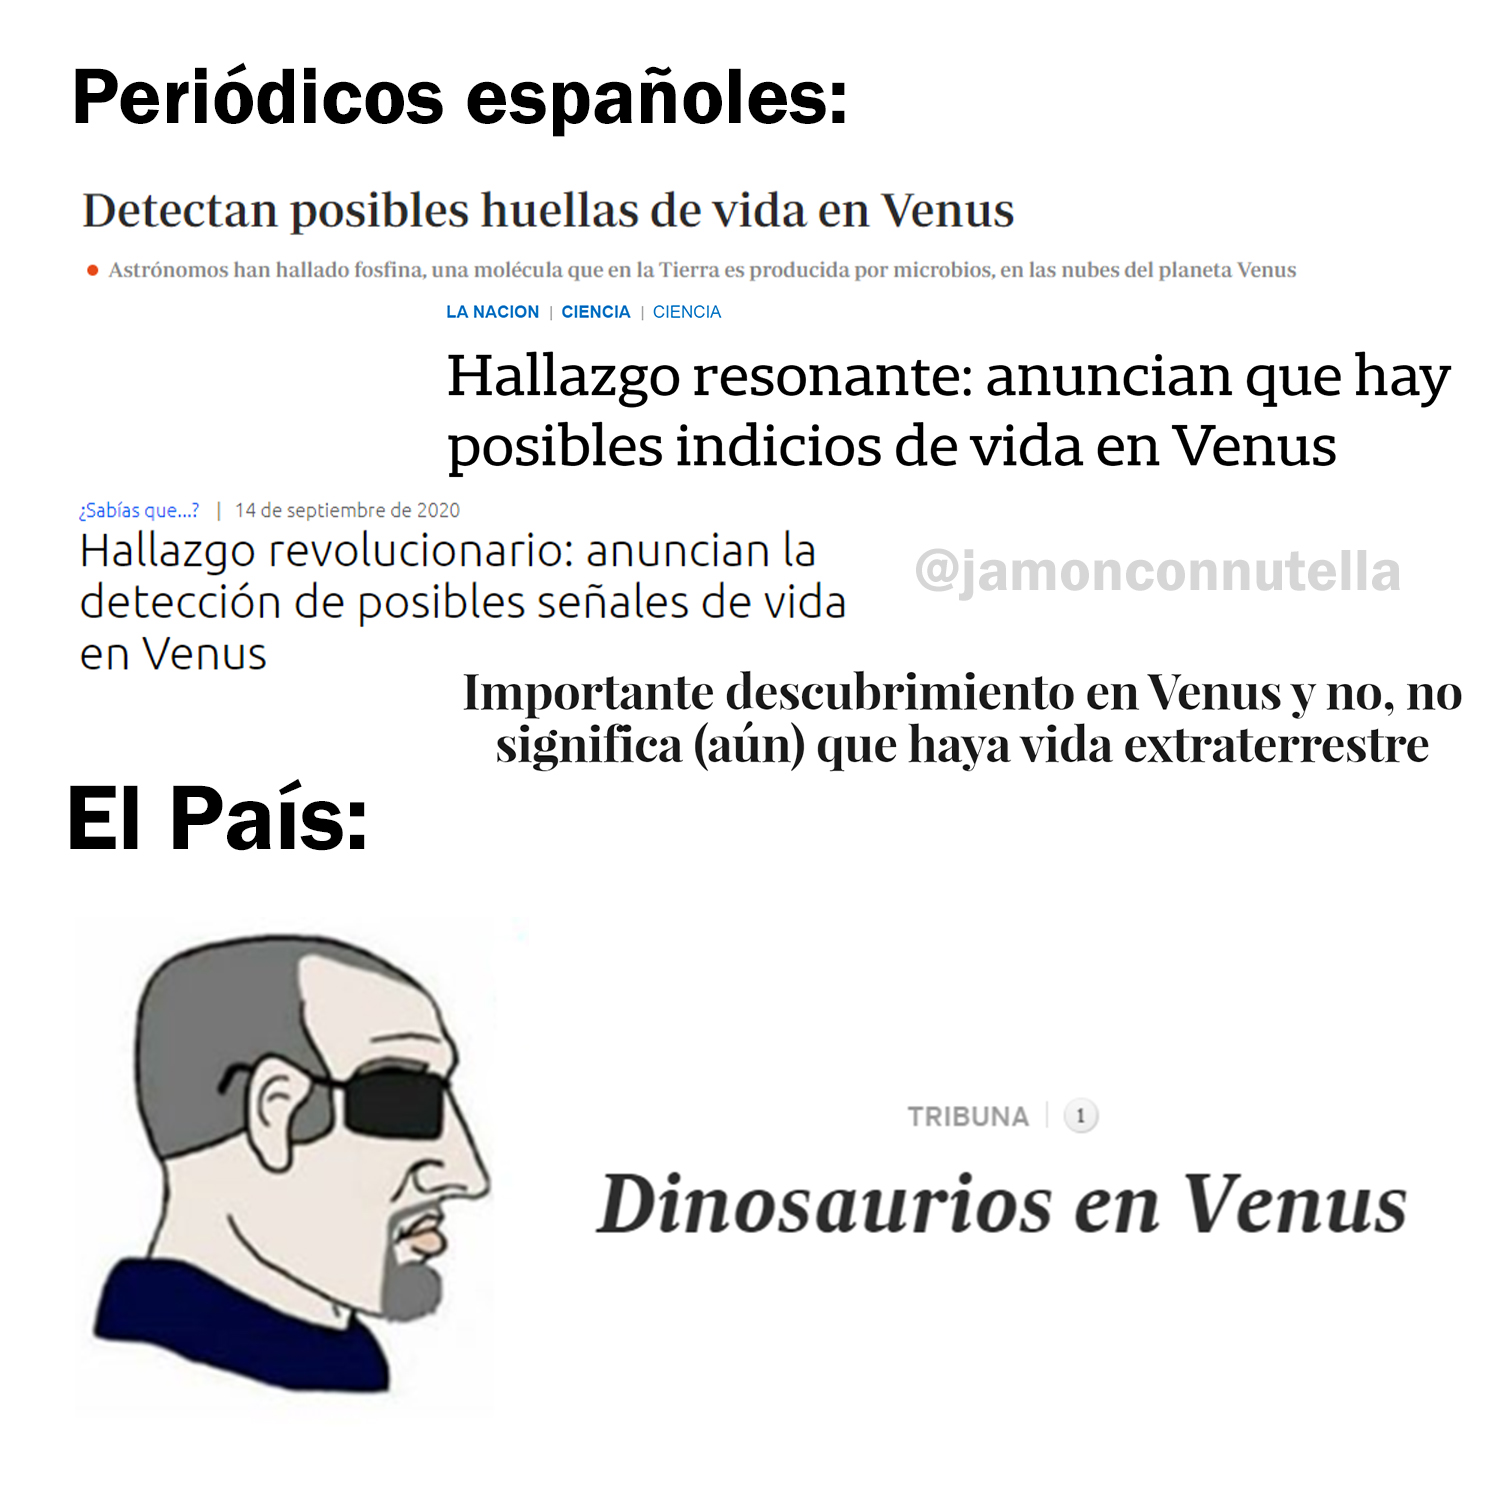 Periódicos españoles:
Detectan posibles huellas de vida en Venus
● Astrónomos han hallado fosfina, una molécula que en la Tierra es producida por microbios, en las nubes del planeta Venus
LA NACION | CIENCIA | CIENCIA
Hallazgo resonante: anuncian que hay
posibles indicios de vida en Venus
¿Sabías que...? | 14 de septiembre de 2020
Hallazgo revolucionario: anuncian la
detección de posibles señales de vida
en Venus
@jamonconnutella
Importante descubrimiento en Venus y no, no
significa (aún) que haya vida extraterrestre
El País:
TRIBUNA | 1
Dinosaurios en Venus